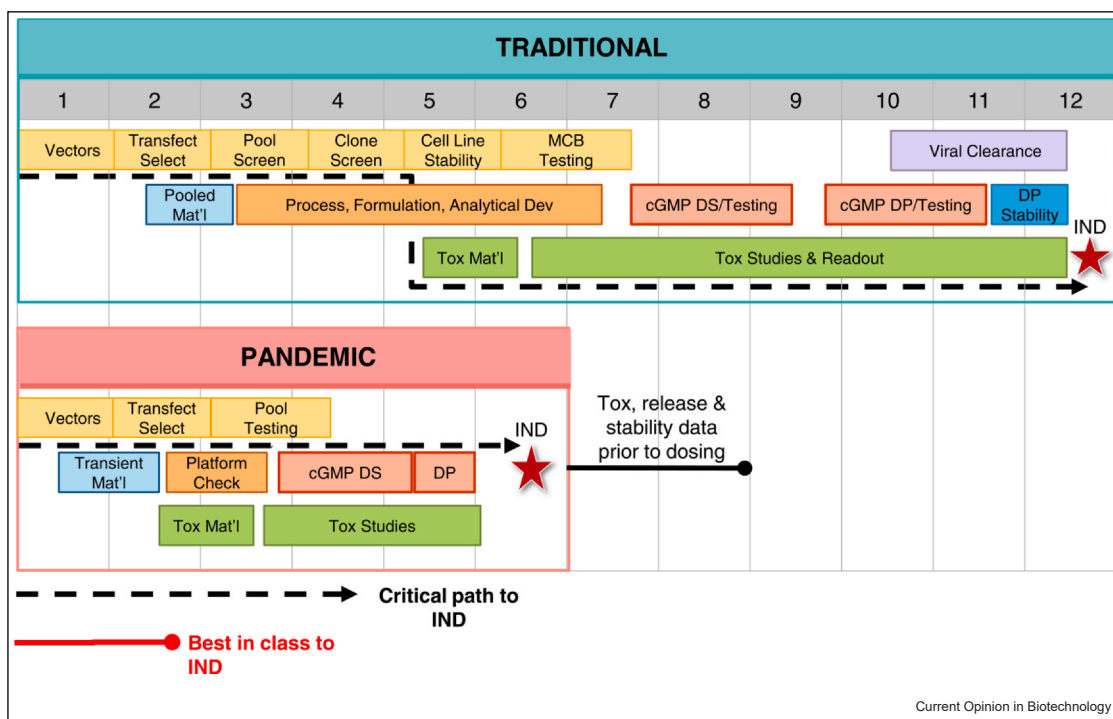 TRADITIONAL
1 2 3 4 5 6 7 8 9 10 11 12
Vectors
Transfect
Select
Pool
Screen
Clone
Screen
Cell Line
Stability
MCB
Testing
Viral Clearance
Pooled
Mat'l
Process, Formulation, Analytical Dev
cGMP DS/Testing
cGMP DP/Testing
DP
Stability
IND
Tox Mat'l
Tox Studies & Readout
PANDEMIC
Vectors
Transfect
Select
Pool
Testing
IND
Tox, release &
stability data
prior to dosing
Transient
Mat'l
Platform
Check
cGMP DS
DP
Tox Mat'l
Tox Studies
Critical path to
IND
Best in class to
IND
Current Opinion in Biotechnology